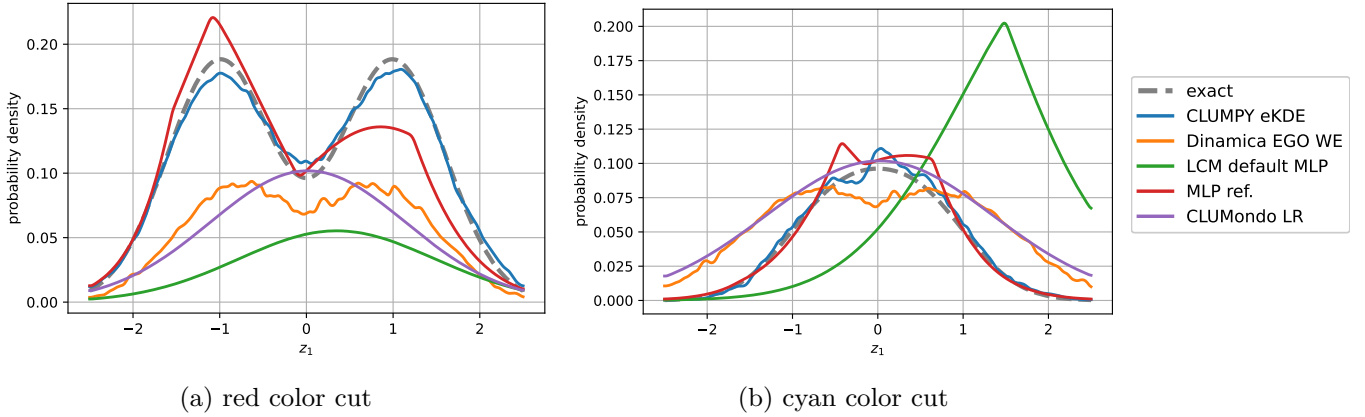 0.20
0.15
0.10
0.05
0.00
probability density
−2
−1
0
1
2
z₁
(a) red color cut
0.200
0.175
0.150
0.125
0.100
0.075
0.050
0.025
0.000
probability density
−2
−1
0
1
2
z₁
(b) cyan color cut
exact
CLUMPY eKDE
Dinamica EGO WE
LCM default MLP
MLP ref.
CLUMondo LR